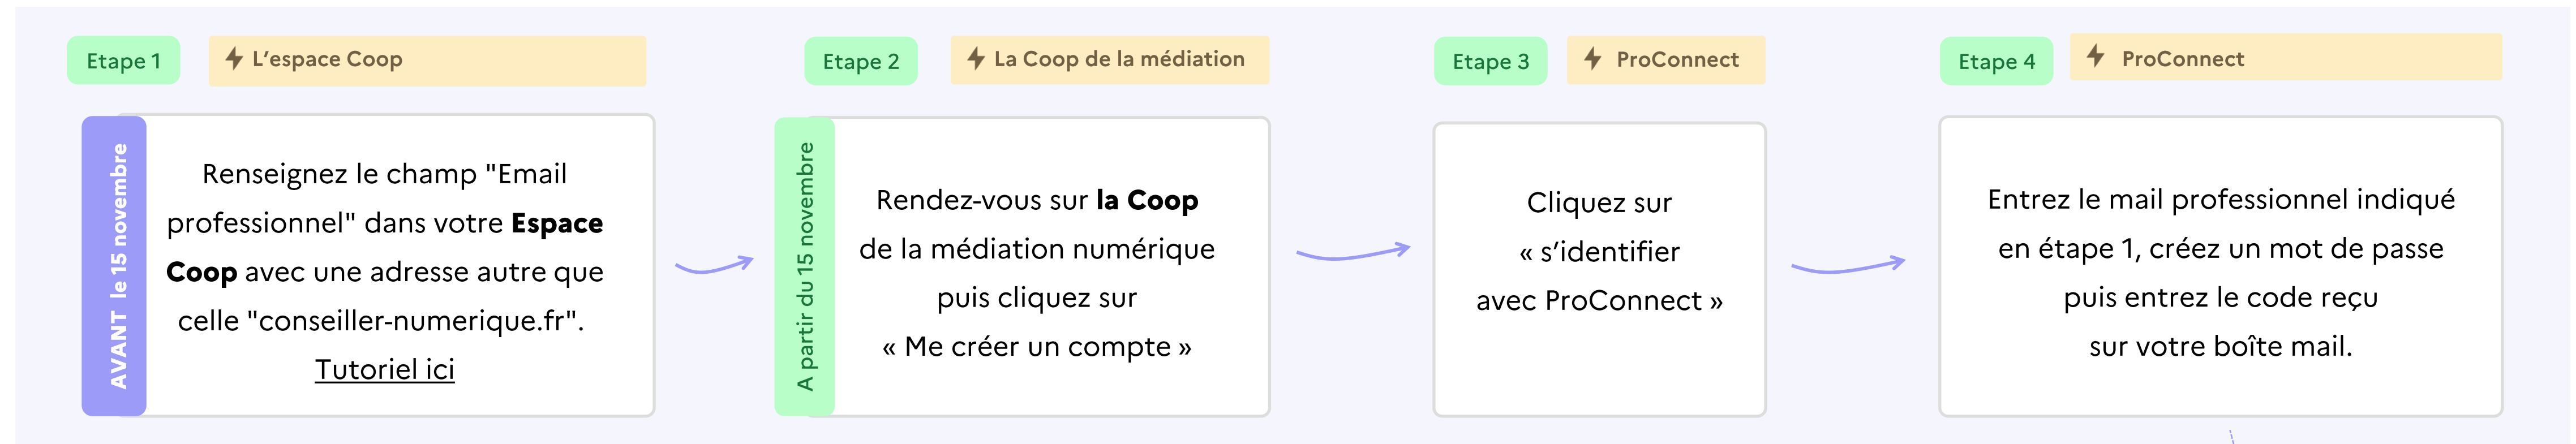 Etape 1
L'espace Coop
AVANT le 15 novembre
Renseignez le champ "Email
professionnel" dans votre Espace
Coop avec une adresse autre que
celle "conseiller-numerique.fr".
Tutoriel ici
Etape 2
La Coop de la médiation
A partir du 15 novembre
Rendez-vous sur la Coop
de la médiation numérique
puis cliquez sur
« Me créer un compte »
Etape 3
ProConnect
Cliquez sur
« s'identifier
avec ProConnect »
Etape 4
ProConnect
Entrez le mail professionnel indiqué
en étape 1, créez un mot de passe
puis entrez le code reçu
sur votre boîte mail.